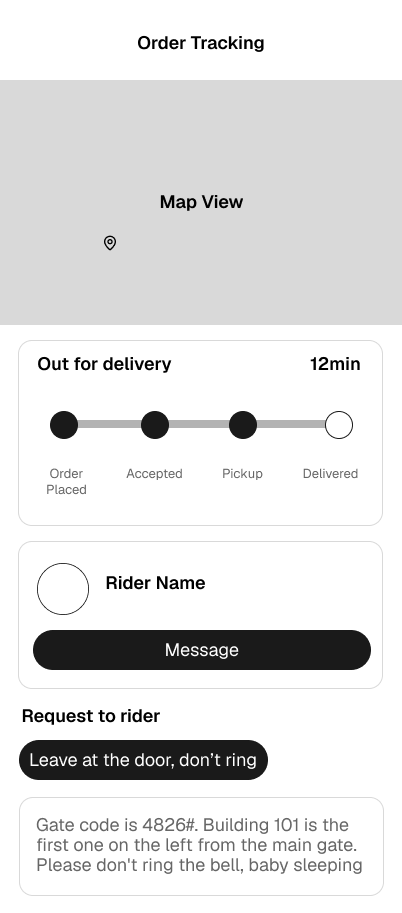 Order Tracking
Map View
Out for delivery 12min
Order
Placed
Accepted
Pickup
Delivered
Rider Name
Message
Request to rider
Leave at the door, don’t ring
Gate code is 4826#. Building 101 is the
first one on the left from the main gate.
Please don't ring the bell, baby sleeping